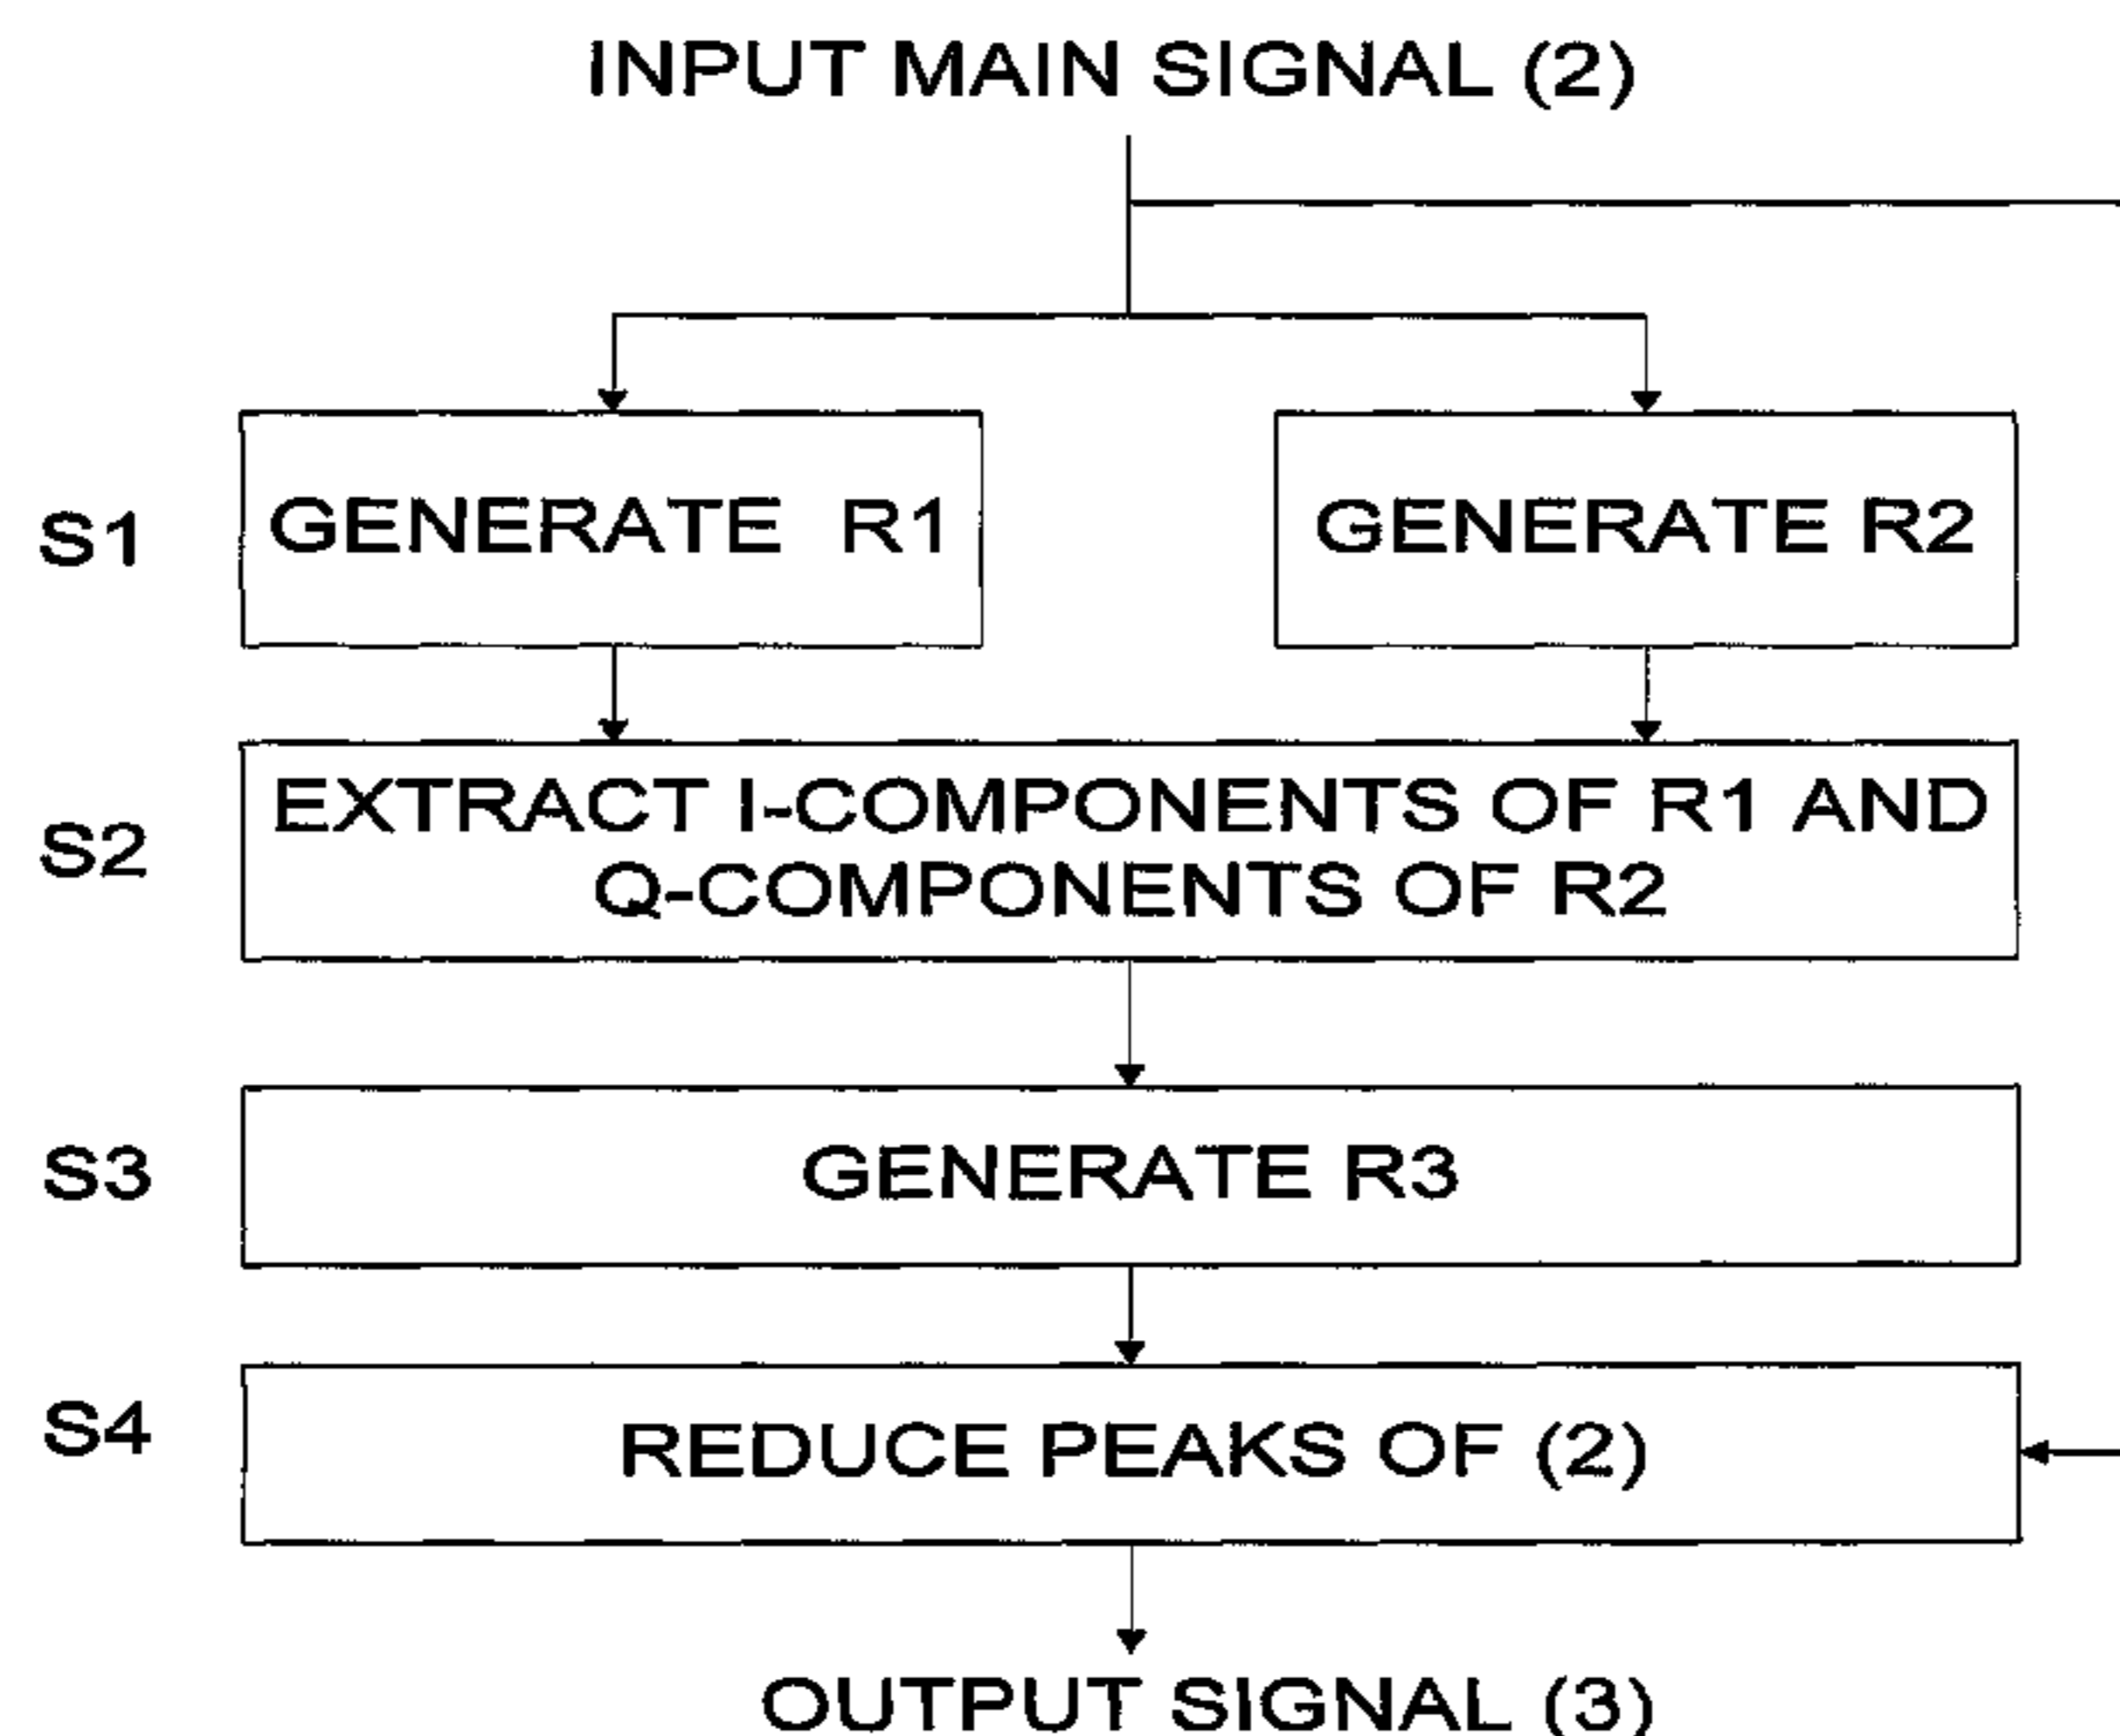 INPUT MAIN SIGNAL (2)
S1
GENERATE R1
GENERATE R2
S2
EXTRACT I-COMPONENTS OF R1 AND
Q-COMPONENTS OF R2
S3
GENERATE R3
S4
REDUCE PEAKS OF (2)
OUTPUT SIGNAL (3)